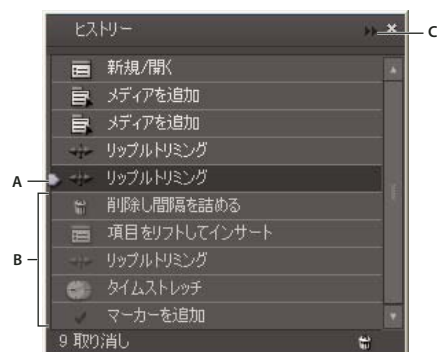 ヒストリー
C
新規/開く
メディアを追加
メディアを追加
リップルトリミング
A
リップルトリミング
削除し間隔を詰める
項目をリフトしてインサート
B
リップルトリミング
タイムストレッチ
マーカーを追加
9 取り消し